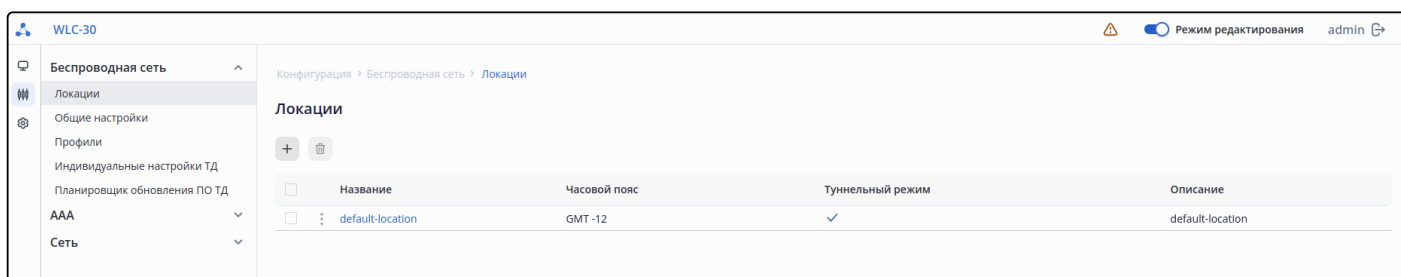 WLC-30
Режим редактирования
admin
Беспроводная сеть
Локации
Общие настройки
Профили
Индивидуальные настройки ТД
Планировщик обновления ПО ТД
AAA
Сеть
Конфигурация > Беспроводная сеть > Локации
Локации
Название Часовой пояс Туннельный режим Описание
default-location GMT -12 default-location